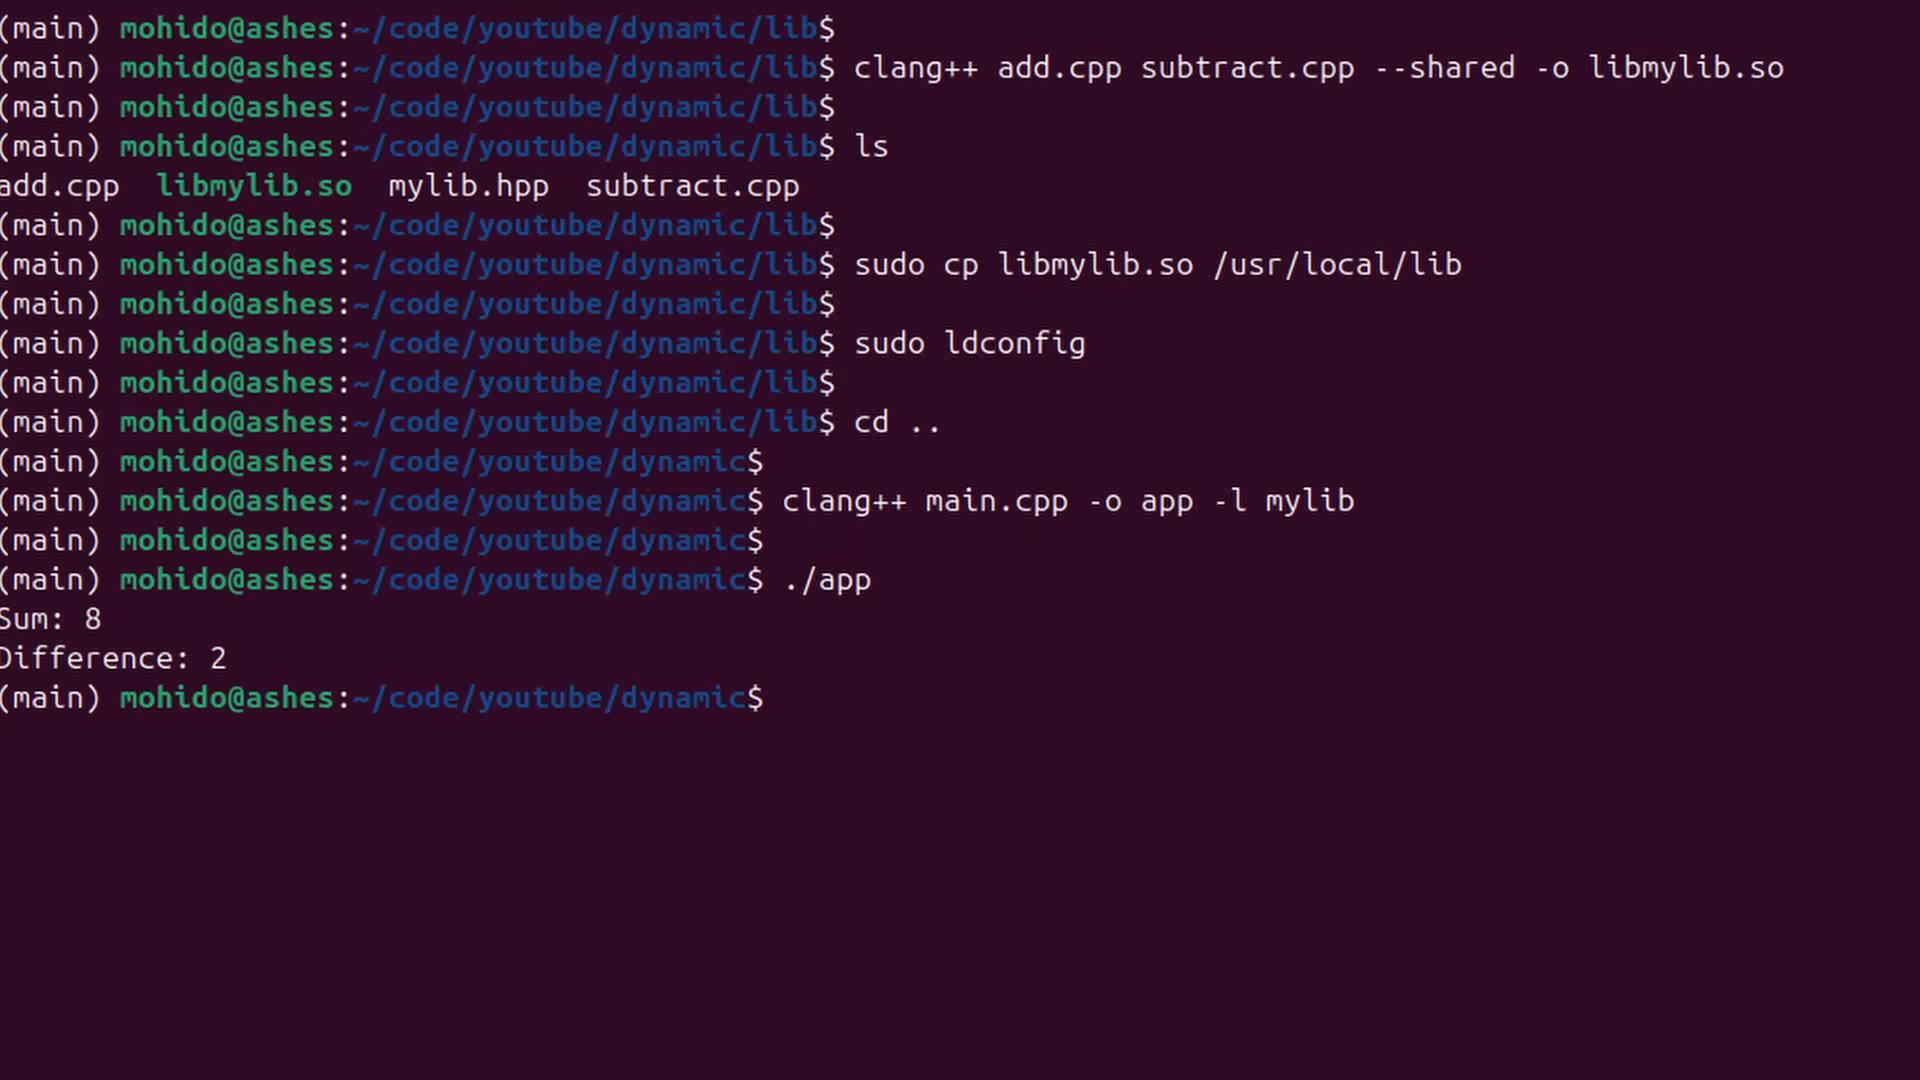 (main) mohido@ashes:~/code/youtube/dynamic/lib$
(main) mohido@ashes:~/code/youtube/dynamic/lib$ clang++ add.cpp subtract.cpp --shared -o libmylib.so
(main) mohido@ashes:~/code/youtube/dynamic/lib$
(main) mohido@ashes:~/code/youtube/dynamic/lib$ ls
add.cpp  libmylib.so  mylib.hpp  subtract.cpp
(main) mohido@ashes:~/code/youtube/dynamic/lib$
(main) mohido@ashes:~/code/youtube/dynamic/lib$ sudo cp libmylib.so /usr/local/lib
(main) mohido@ashes:~/code/youtube/dynamic/lib$
(main) mohido@ashes:~/code/youtube/dynamic/lib$ sudo ldconfig
(main) mohido@ashes:~/code/youtube/dynamic/lib$
(main) mohido@ashes:~/code/youtube/dynamic/lib$ cd ..
(main) mohido@ashes:~/code/youtube/dynamic$
(main) mohido@ashes:~/code/youtube/dynamic$ clang++ main.cpp -o app -l mylib
(main) mohido@ashes:~/code/youtube/dynamic$
(main) mohido@ashes:~/code/youtube/dynamic$ ./app
Sum: 8
Difference: 2
(main) mohido@ashes:~/code/youtube/dynamic$